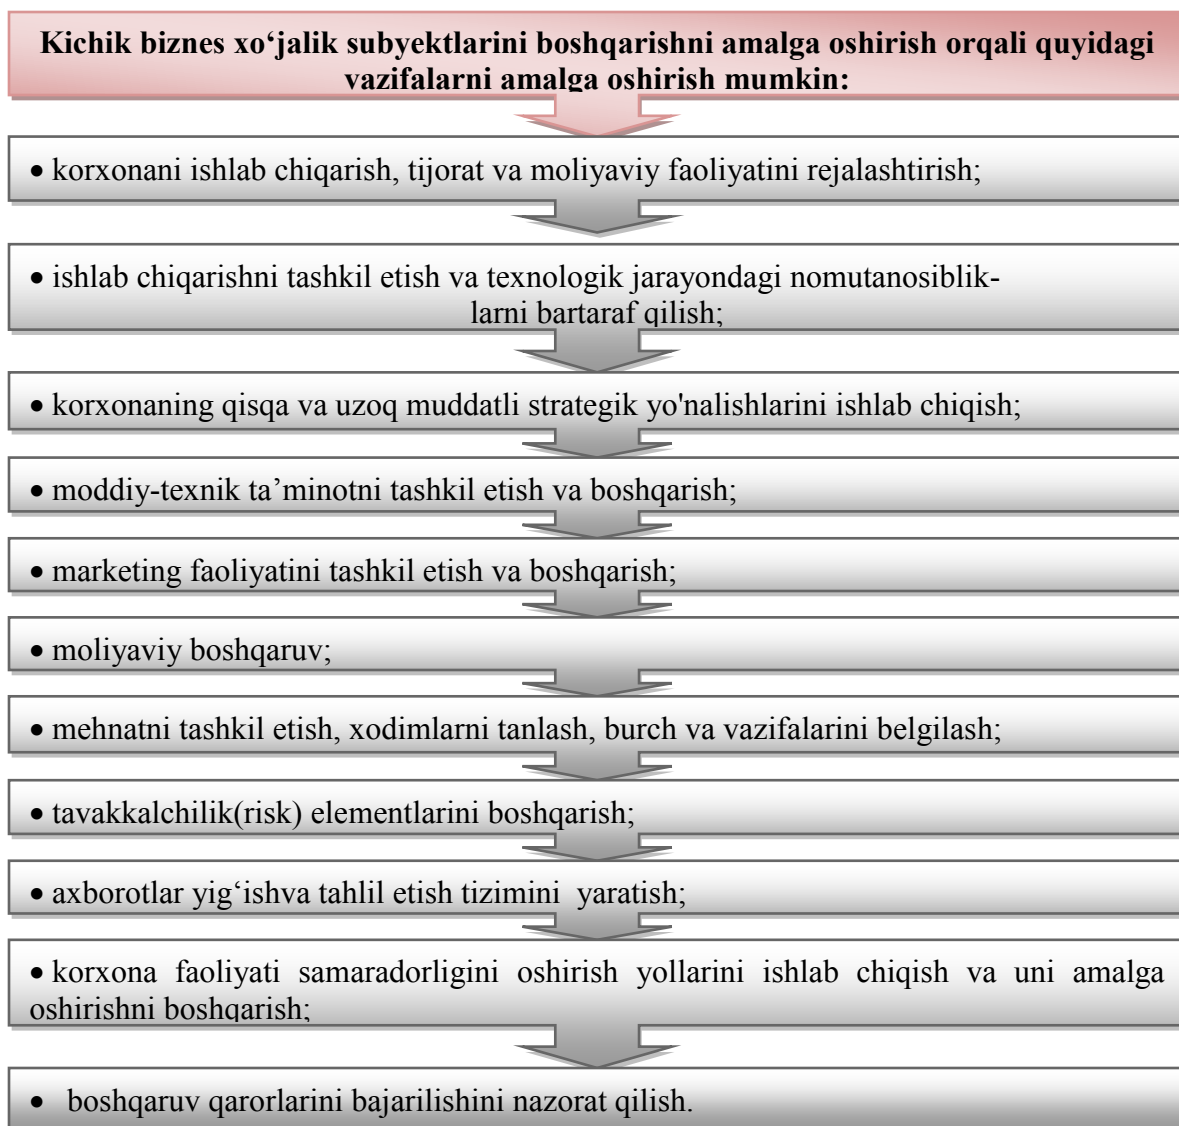 Kichik biznes xo‘jalik subyektlarini boshqarishni amalga oshirish orqali quyidagi
vazifalarni amalga oshirish mumkin:
• korxonani ishlab chiqarish, tijorat va moliyaviy faoliyatini rejalashtirish;
• ishlab chiqarishni tashkil etish va texnologik jarayondagi nomutanosiblik-
larni bartaraf qilish;
• korxonaning qisqa va uzoq muddatli strategik yo'nalishlarini ishlab chiqish;
• moddiy-texnik ta’minotni tashkil etish va boshqarish;
• marketing faoliyatini tashkil etish va boshqarish;
• moliyaviy boshqaruv;
• mehnatni tashkil etish, xodimlarni tanlash, burch va vazifalarini belgilash;
• tavakkalchilik(risk) elementlarini boshqarish;
• axborotlar yig‘ishva tahlil etish tizimini yaratish;
• korxona faoliyati samaradorligini oshirish yollarini ishlab chiqish va uni amalga
oshirishni boshqarish;
• boshqaruv qarorlarini bajarilishini nazorat qilish.